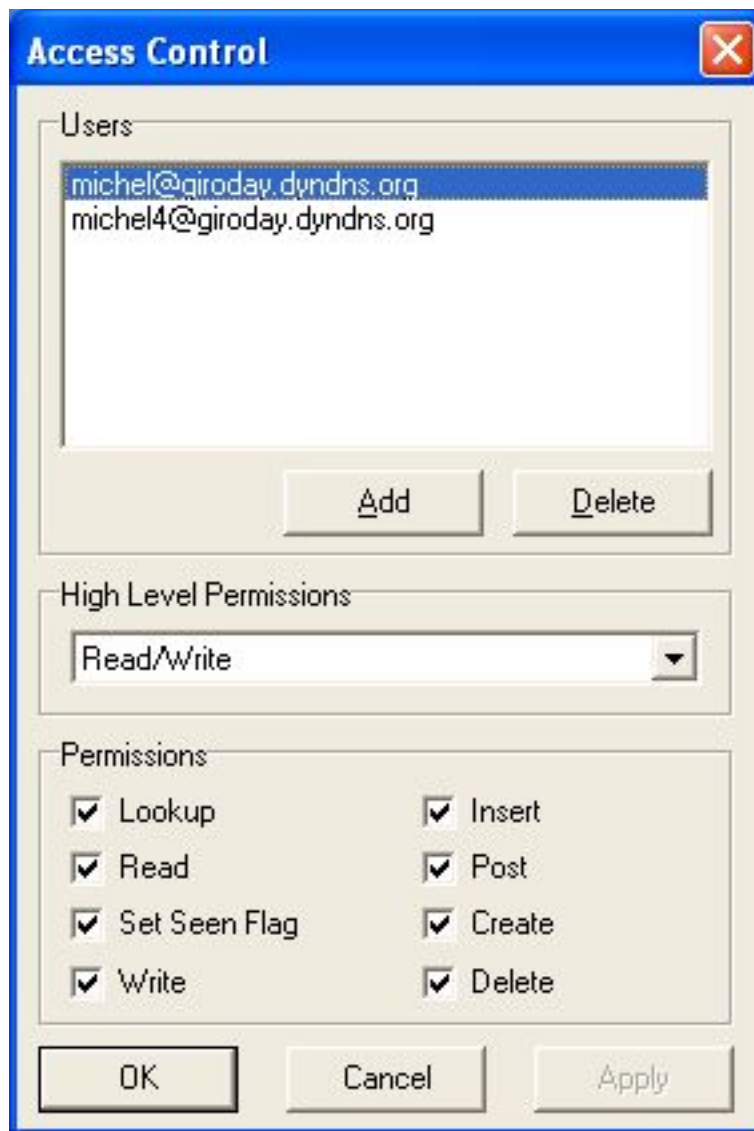 Access Control
Users
michel@giroday.dyndns.org
michel4@giroday.dyndns.org
Add Delete
High Level Permissions
Read/Write
Permissions
Lookup Insert
Read Post
Set Seen Flag Create
Write Delete
OK Cancel Apply